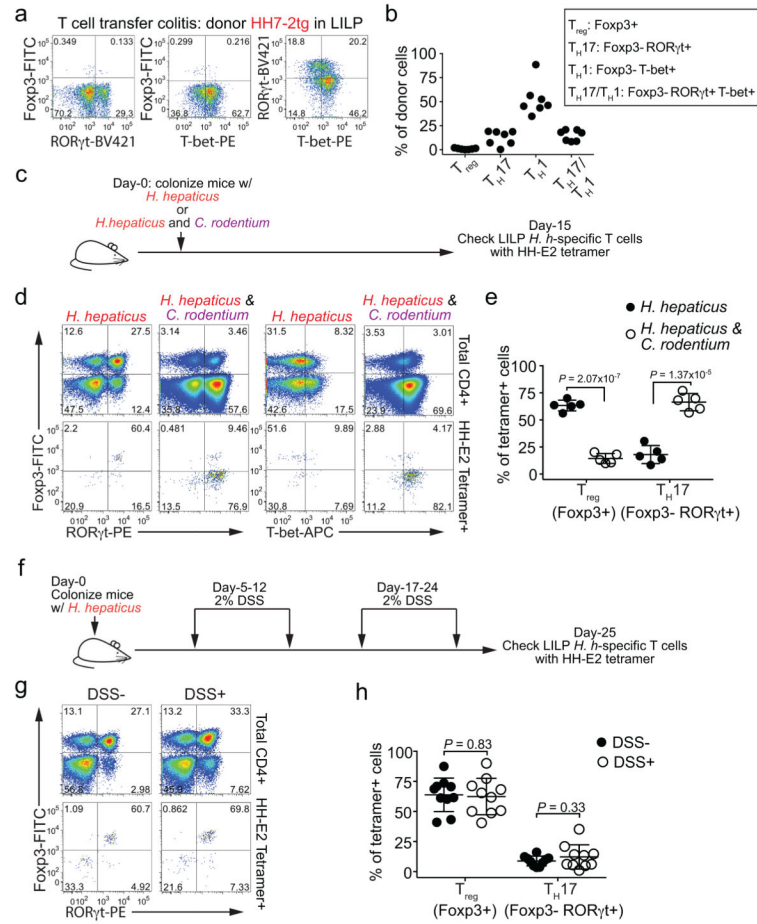 a
T cell transfer colitis: donor HH7-2tg in LILP
0.349 0.133
0.299 0.216
18.8 20.2
Foxp3-FITC
Foxp3-FITC
RORγt-BV421
70.2 29.3
36.8 62.7
14.8 46.2
RORγt-BV421
T-bet-PE
T-bet-PE
b
Treg: Foxp3+
TH17: Foxp3- RORγt+
TH1: Foxp3- T-bet+
TH17/TH1: Foxp3- RORγt+ T-bet+
% of donor cells
100
75
50
25
0
Treg
TH17
TH1
TH17/
TH1
c
Day-0: colonize mice w/
H. hepaticus
or
H.hepaticus and C. rodentium
Day-15
Check LILP H. h-specific T cells
with HH-E2 tetramer
d
H. hepaticus
H. hepaticus &
C. rodentium
H. hepaticus
H. hepaticus &
C. rodentium
12.6 27.5
3.14 3.46
31.5 8.32
3.53 3.01
47.5 12.4
35.8 57.6
42.6 17.5
23.9 69.6
Total CD4+
2.2 60.4
0.481 9.46
51.6 9.89
2.88 4.17
20.9 16.5
13.5 76.9
30.8 7.69
11.2 82.1
HH-E2 Tetramer+
Foxp3-FITC
RORγt-PE
T-bet-APC
e
H. hepaticus
H. hepaticus &
C. rodentium
P = 2.07x10-7
P = 1.37x10-5
% of tetramer+ cells
100
75
50
25
0
Treg
(Foxp3+)
TH17
(Foxp3- RORγt+)
f
Day-0
Colonize mice
w/ H. hepaticus
Day-5-12
2% DSS
Day-17-24
2% DSS
Day-25
Check LILP H. h-specific T cells
with HH-E2 tetramer
g
DSS-
DSS+
13.1 27.1
13.2 33.3
56.8 2.98
45.9 7.62
Total CD4+
1.09 60.7
0.862 69.8
33.3 4.92
21.6 7.33
HH-E2 Tetramer+
Foxp3-FITC
RORγt-PE
h
DSS-
DSS+
P = 0.83
P = 0.33
% of tetramer+ cells
100
75
50
25
0
Treg
(Foxp3+)
TH17
(Foxp3- RORγt+)